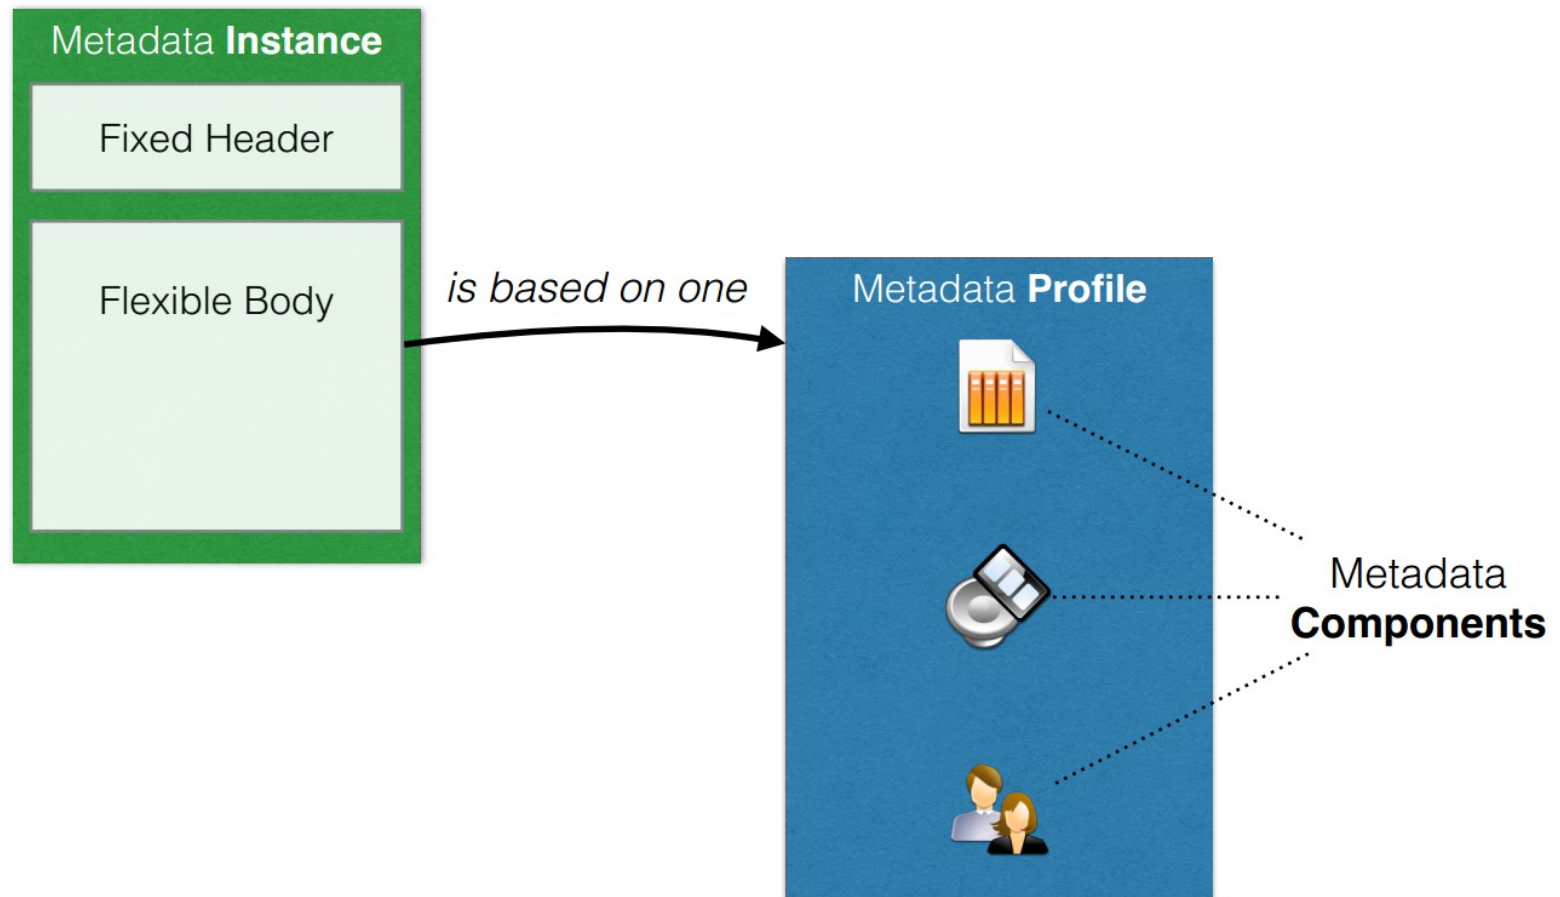 Metadata Instance
Fixed Header
Flexible Body
is based on one
Metadata Profile
Metadata
Components